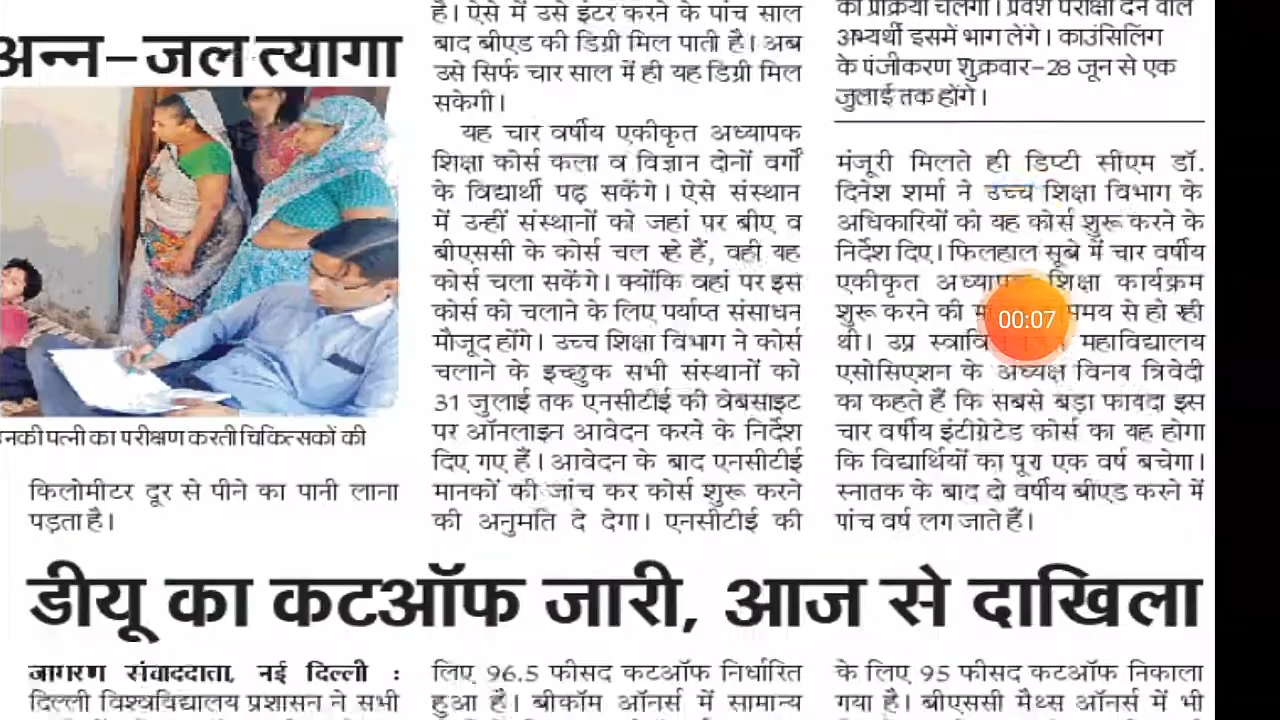 अन्न–जल त्यागा
उनकी पत्नी का परीक्षण करती चिकित्सकों की
किलोमीटर दूर से पीने का पानी लाना
पड़ता है।
है। ऐसे में उसे इंटर करने के पांच साल
बाद बीएड की डिग्री मिल पाती है। अब
उसे सिर्फ चार साल में ही यह डिग्री मिल
सकेगी।
यह चार वर्षीय एकीकृत अध्यापक
शिक्षा कोर्स कला व विज्ञान दोनों वर्गों
के विद्यार्थी पढ़ सकेंगे। ऐसे संस्थान
में उन्हीं संस्थानों को जहां पर बीए व
बीएससी के कोर्स चल रहे हैं, वही यह
कोर्स चला सकेंगे। क्योंकि वहां पर इस
कोर्स को चलाने के लिए पर्याप्त संसाधन
मौजूद होंगे। उच्च शिक्षा विभाग ने कोर्स
चलाने के इच्छुक सभी संस्थानों को
31 जुलाई तक एनसीटीई की वेबसाइट
पर ऑनलाइन आवेदन करने के निर्देश
दिए गए हैं। आवेदन के बाद एनसीटीई
मानकों की जांच कर कोर्स शुरू करने
की अनुमति दे देगा। एनसीटीई की
की प्रक्रिया चलेगी। प्रवेश परीक्षा देने वाले
अभ्यर्थी इसमें भाग लेंगे। काउंसिलिंग
के पंजीकरण शुक्रवार–28 जून से एक
जुलाई तक होंगे।
मंजूरी मिलते ही डिप्टी सीएम डॉ.
दिनेश शर्मा ने उच्च शिक्षा विभाग के
अधिकारियों को यह कोर्स शुरू करने के
निर्देश दिए। फिलहाल सूबे में चार वर्षीय
एकीकृत शिक्षा कार्यक्रम
शुरू करने की समय से हो रही
थी। उप्र महाविद्यालय
एसोसिएशन के अध्यक्ष विनय त्रिवेदी
का कहते हैं कि सबसे बड़ा फायदा इस
चार वर्षीय इंटीग्रेटेड कोर्स का यह होगा
कि विद्यार्थियों का पूरा एक वर्ष बचेगा।
स्नातक के बाद दो वर्षीय बीएड करने में
पांच वर्ष लग जाते हैं।
00:07
डीयू का कटऑफ जारी, आज से दाखिला
जागरण संवाददाता, नई दिल्ली :
दिल्ली विश्वविद्यालय प्रशासन ने सभी
लिए 96.5 फीसद कटऑफ निर्धारित
हुआ है। बीकॉम ऑनर्स में सामान्य
के लिए 95 फीसद कटऑफ निकाला
गया है। बीएससी मैथ्स ऑनर्स में भी